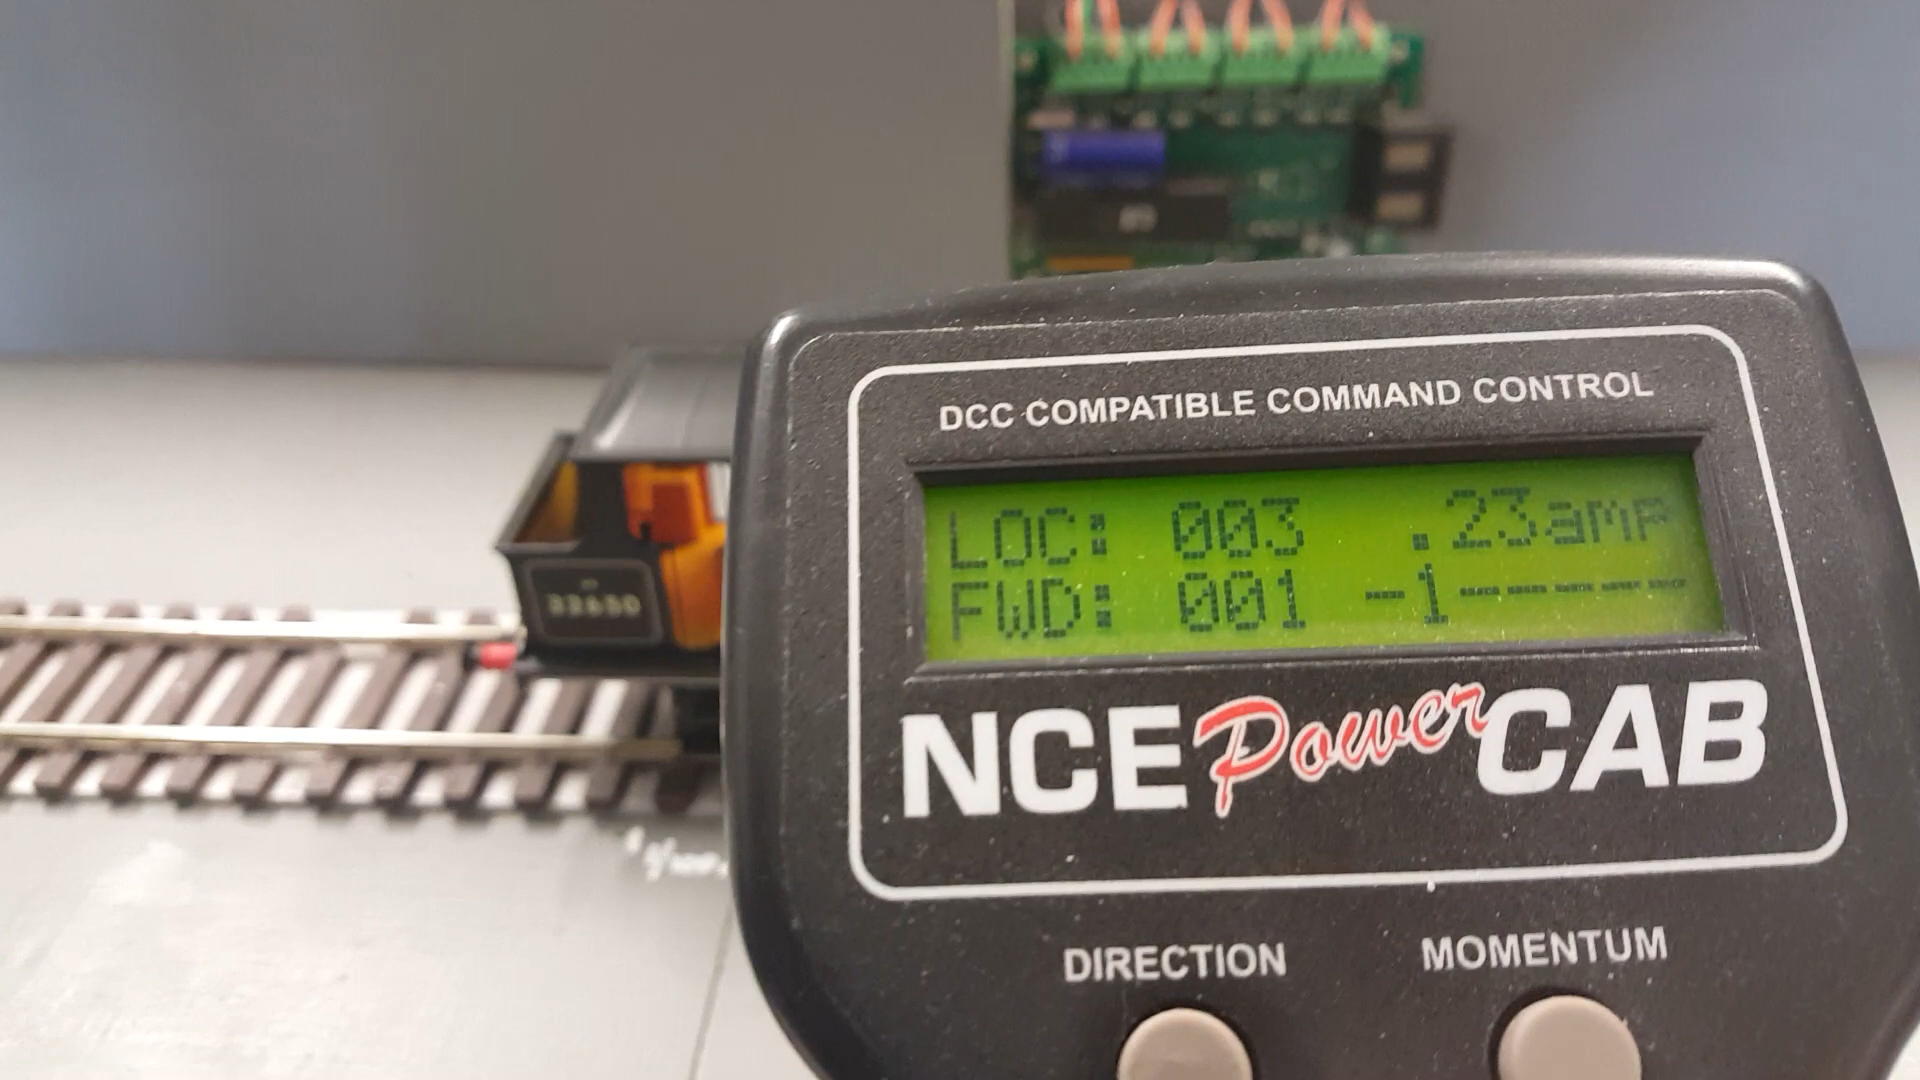 DCC COMPATIBLE COMMAND CONTROL
LOC: 003 .23amp
FWD: 001 -1------
NCE Power CAB
DIRECTION
MOMENTUM